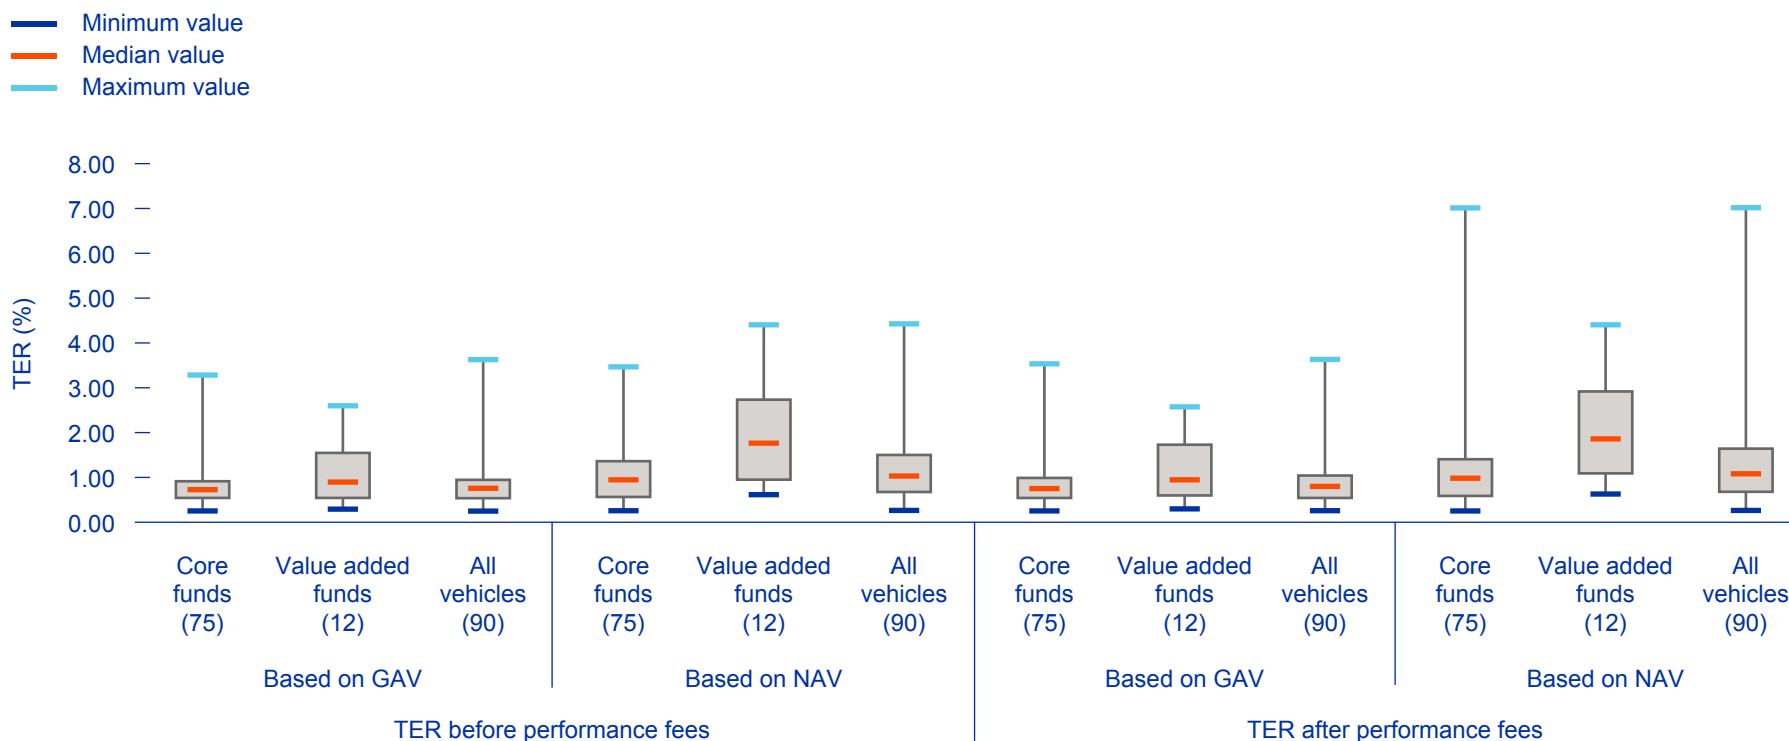 Minimum value
Median value
Maximum value
8.00
7.00
6.00
5.00
4.00
3.00
2.00
1.00
0.00
TER (%)
Core funds (75)
Value added funds (12)
All vehicles (90)
Core funds (75)
Value added funds (12)
All vehicles (90)
Core funds (75)
Value added funds (12)
All vehicles (90)
Core funds (75)
Value added funds (12)
All vehicles (90)
Based on GAV
Based on NAV
Based on GAV
Based on NAV
TER before performance fees
TER after performance fees